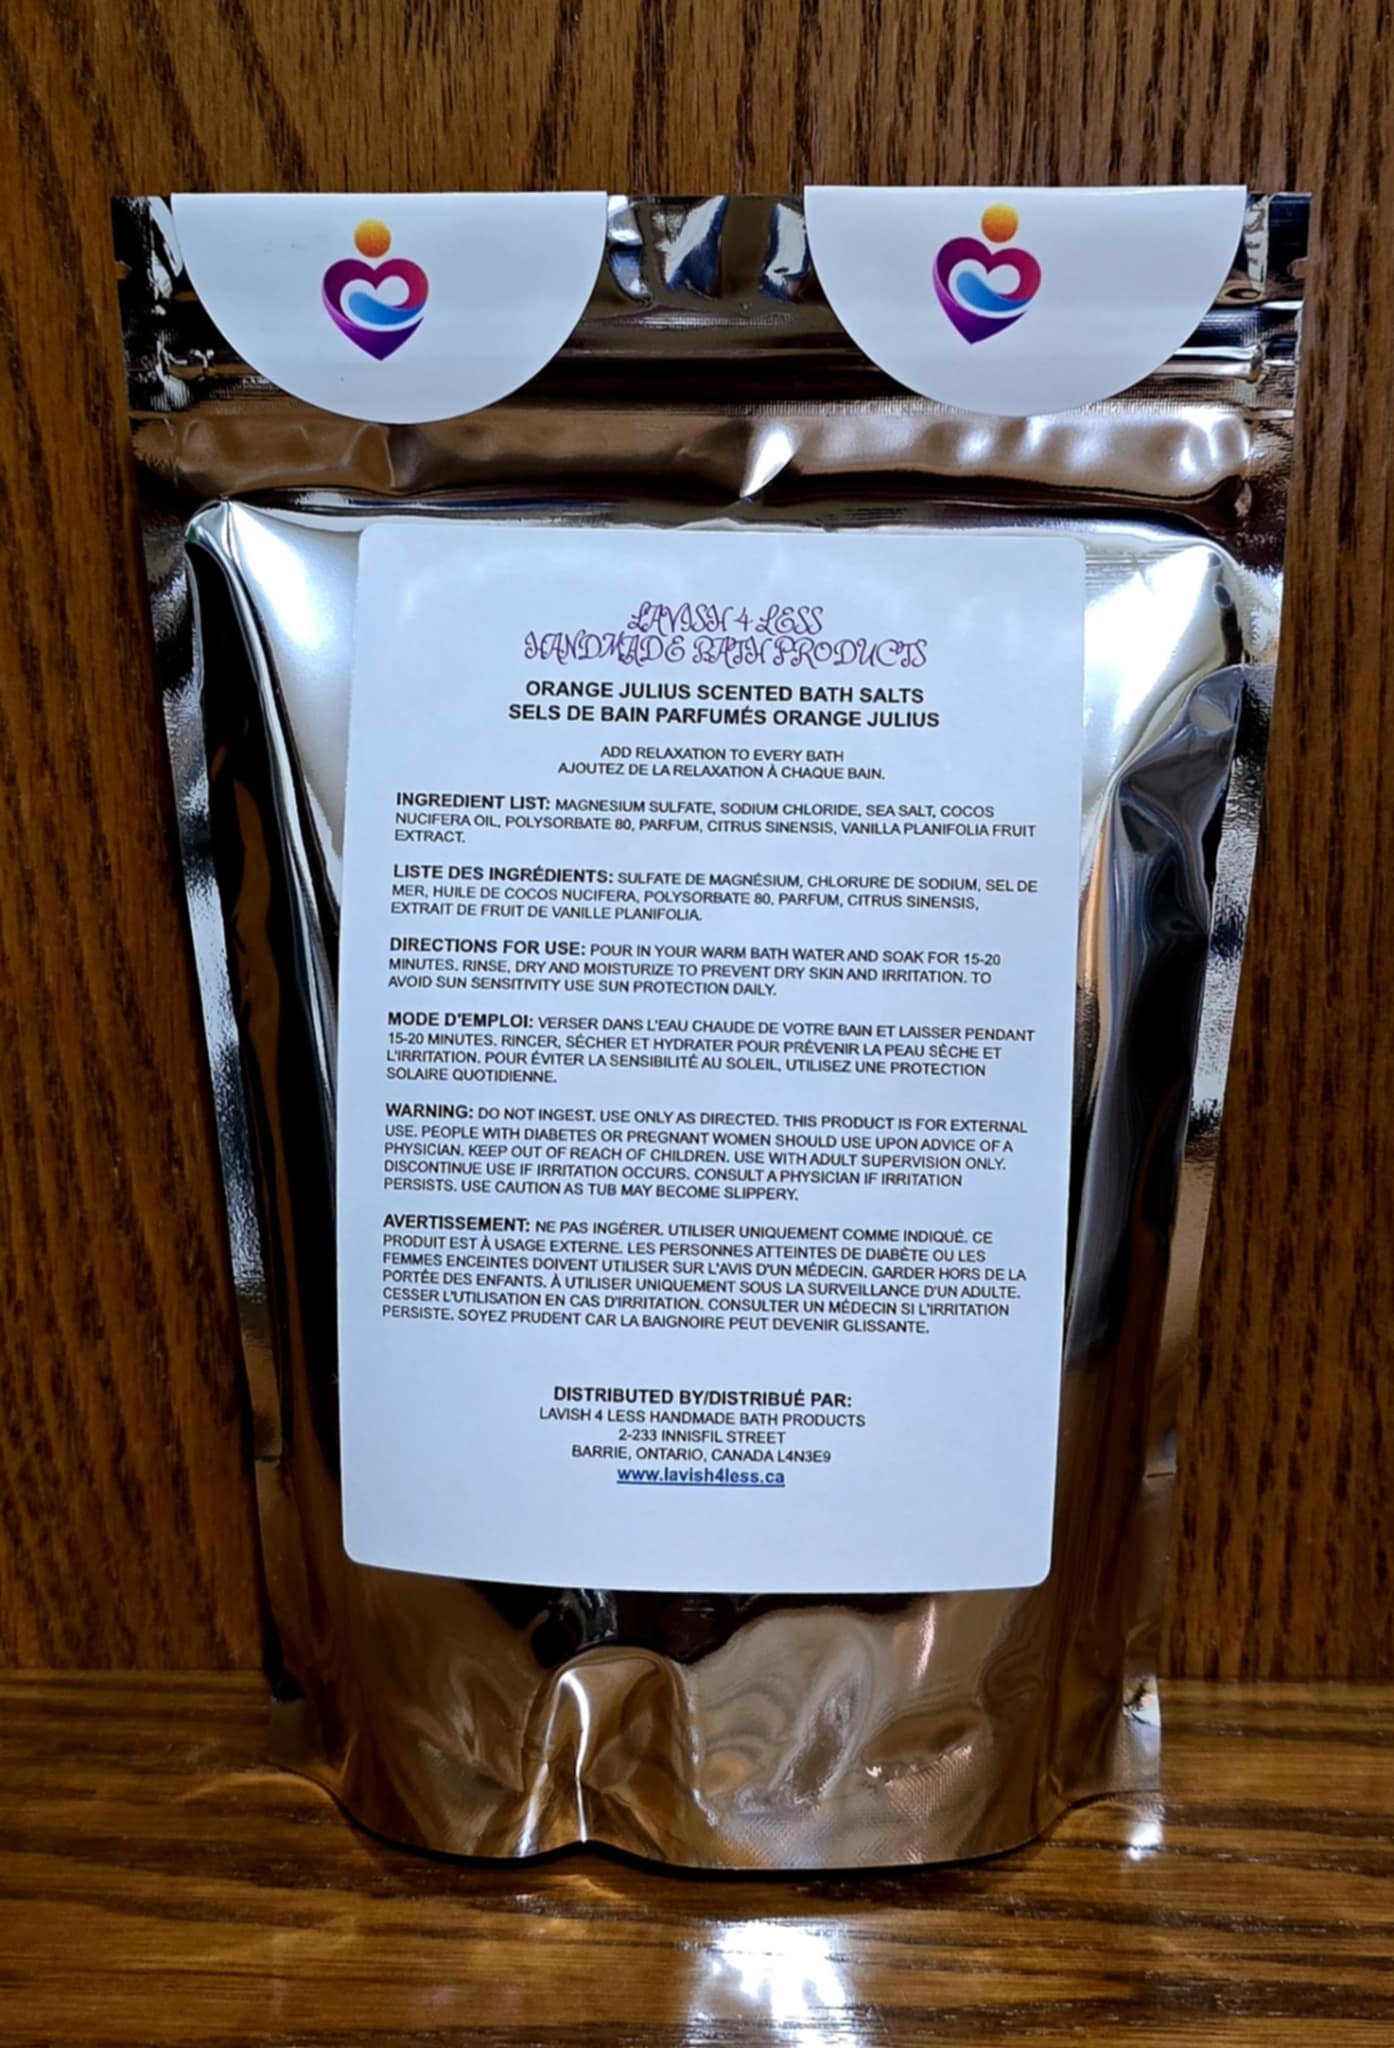 LAVISH 4 LESS
HANDMADE BATH PRODUCTS
ORANGE JULIUS SCENTED BATH SALTS
SELS DE BAIN PARFUMÉS ORANGE JULIUS
ADD RELAXATION TO EVERY BATH
AJOUTEZ DE LA RELAXATION À CHAQUE BAIN.
INGREDIENT LIST: MAGNESIUM SULFATE, SODIUM CHLORIDE, SEA SALT, COCOS
NUCIFERA OIL, POLYSORBATE 80, PARFUM, CITRUS SINENSIS, VANILLA PLANIFOLIA FRUIT
EXTRACT.
LISTE DES INGRÉDIENTS: SULFATE DE MAGNÉSIUM, CHLORURE DE SODIUM, SEL DE
MER, HUILE DE COCOS NUCIFERA, POLYSORBATE 80, PARFUM, CITRUS SINENSIS,
EXTRAIT DE FRUIT DE VANILLE PLANIFOLIA.
DIRECTIONS FOR USE: POUR IN YOUR WARM BATH WATER AND SOAK FOR 15-20
MINUTES. RINSE, DRY AND MOISTURIZE TO PREVENT DRY SKIN AND IRRITATION. TO
AVOID SUN SENSITIVITY USE SUN PROTECTION DAILY.
MODE D'EMPLOI: VERSER DANS L'EAU CHAUDE DE VOTRE BAIN ET LAISSER PENDANT
15-20 MINUTES. RINCER, SÉCHER ET HYDRATER POUR PRÉVENIR LA PEAU SÈCHE ET
L'IRRITATION. POUR ÉVITER LA SENSIBILITÉ AU SOLEIL, UTILISEZ UNE PROTECTION
SOLAIRE QUOTIDIENNE.
WARNING: DO NOT INGEST. USE ONLY AS DIRECTED. THIS PRODUCT IS FOR EXTERNAL
USE. PEOPLE WITH DIABETES OR PREGNANT WOMEN SHOULD USE UPON ADVICE OF A
PHYSICIAN. KEEP OUT OF REACH OF CHILDREN. USE WITH ADULT SUPERVISION ONLY.
DISCONTINUE USE IF IRRITATION OCCURS. CONSULT A PHYSICIAN IF IRRITATION
PERSISTS. USE CAUTION AS TUB MAY BECOME SLIPPERY.
AVERTISSEMENT: NE PAS INGÉRER. UTILISER UNIQUEMENT COMME INDIQUÉ. CE
PRODUIT EST À USAGE EXTERNE. LES PERSONNES ATTEINTES DE DIABÈTE OU LES
FEMMES ENCEINTES DOIVENT UTILISER SUR L'AVIS D'UN MÉDECIN. GARDER HORS DE LA
PORTÉE DES ENFANTS. À UTILISER UNIQUEMENT SOUS LA SURVEILLANCE D'UN ADULTE.
CESSER L'UTILISATION EN CAS D'IRRITATION. CONSULTER UN MÉDECIN SI L'IRRITATION
PERSISTE. SOYEZ PRUDENT CAR LA BAIGNOIRE PEUT DEVENIR GLISSANTE.
DISTRIBUTED BY/DISTRIBUÉ PAR:
LAVISH 4 LESS HANDMADE BATH PRODUCTS
2-233 INNISFIL STREET
BARRIE, ONTARIO, CANADA L4N3E9
www.lavish4less.ca